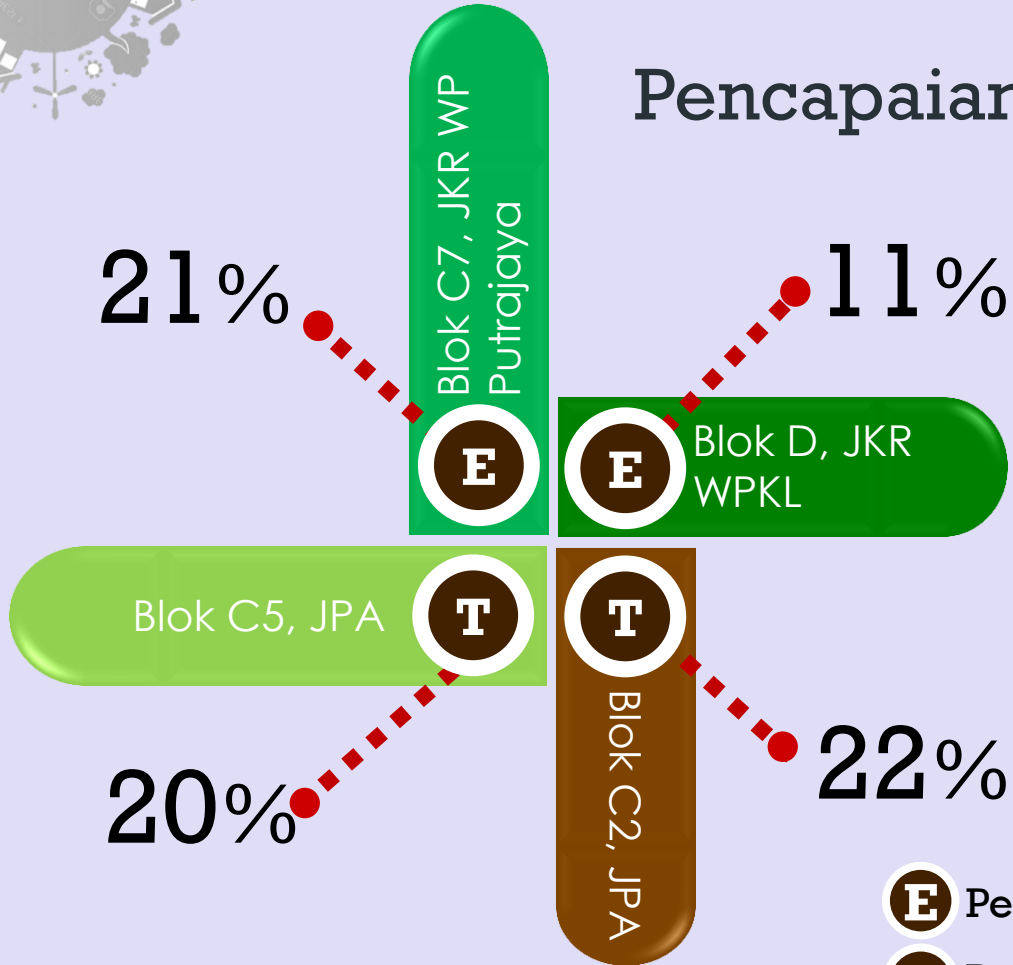 Pencapaian
Blok C7, JKR WP
Putrajaya
21%
11%
E
E
Blok D, JKR
WPKL
Blok C5, JPA
T
T
Blok C2, JPA
20%
22%
E Pe